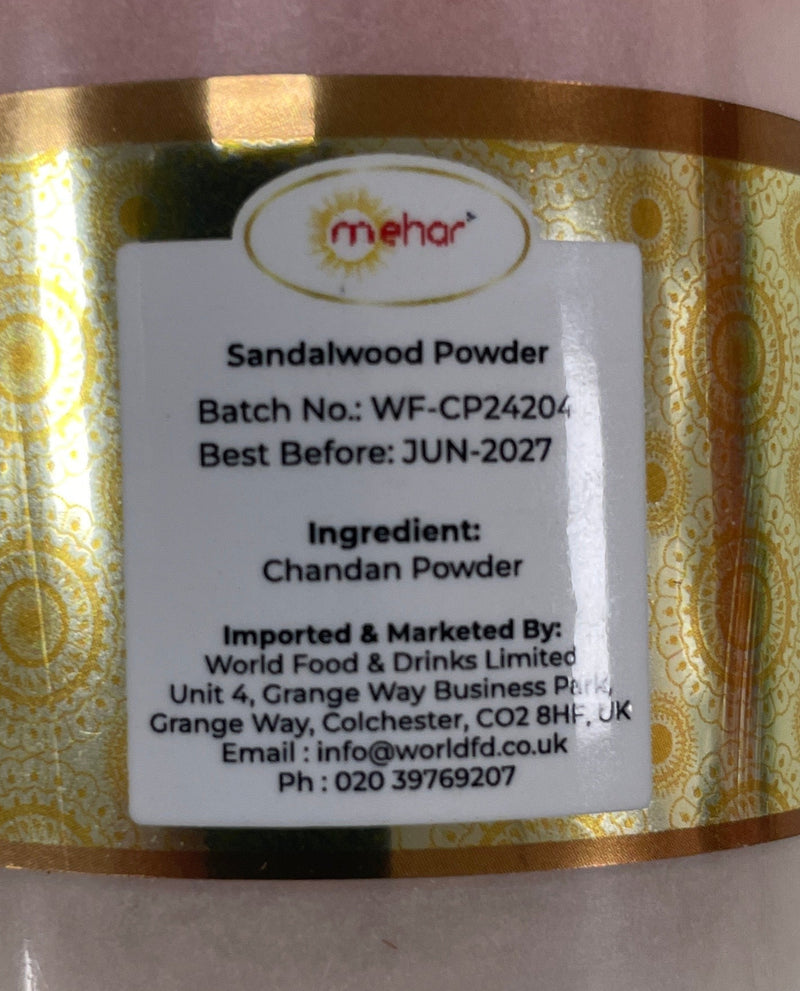 mehar
Sandalwood Powder
Batch No.: WF-CP24204
Best Before: JUN-2027
Ingredient:
Chandan Powder
Imported & Marketed By:
World Food & Drinks Limited
Unit 4, Grange Way Business Park,
Grange Way, Colchester, CO2 8HF, UK
Email : info@worldfd.co.uk
Ph : 020 39769207